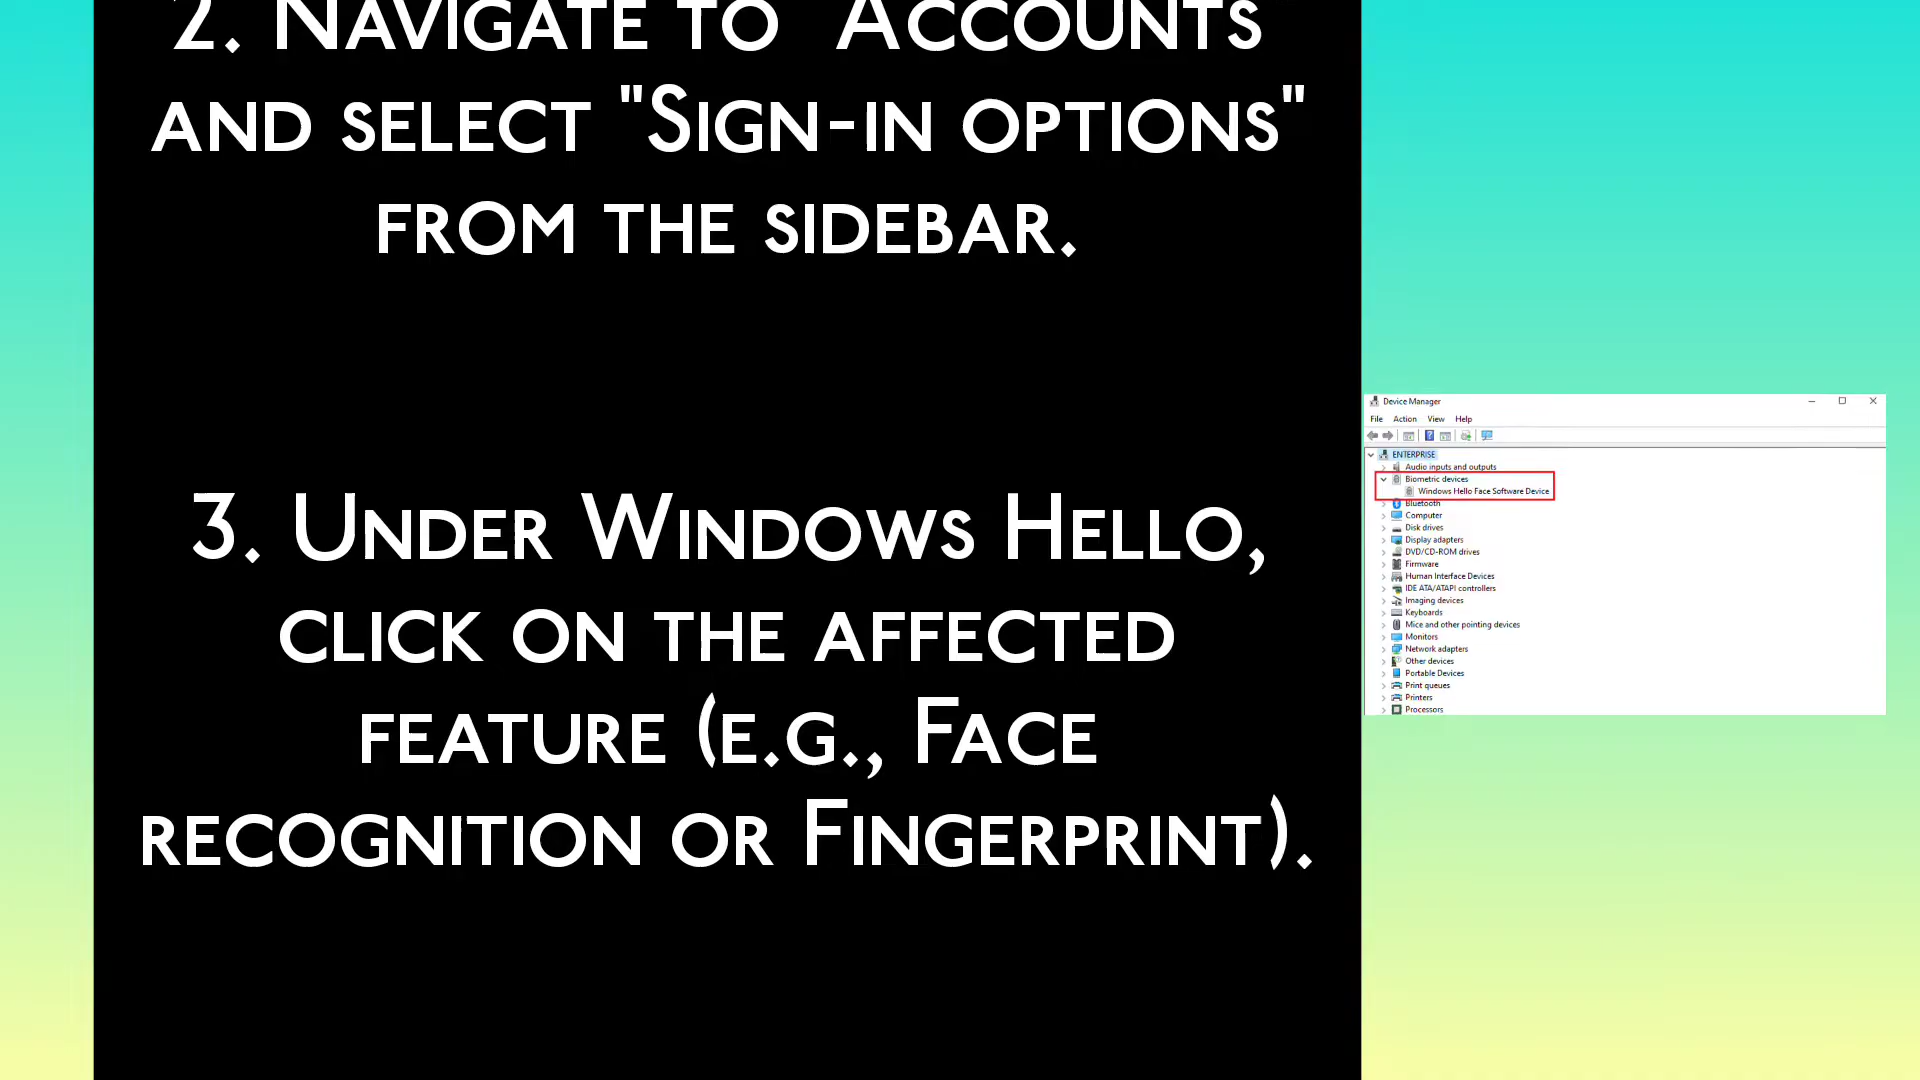 2. Navigate to "Accounts"
and select "Sign-in options"
from the sidebar.
3. Under Windows Hello,
click on the affected
feature (e.g., Face
recognition or Fingerprint).
Device Manager
File Action View Help
ENTERPRISE
Audio inputs and outputs
Biometric devices
Windows Hello Face Software Device
Bluetooth
Computer
Disk drives
Display adapters
DVD/CD-ROM drives
Firmware
Human Interface Devices
IDE ATA/ATAPI controllers
Imaging devices
Keyboards
Mice and other pointing devices
Monitors
Network adapters
Other devices
Portable Devices
Print queues
Printers
Processors